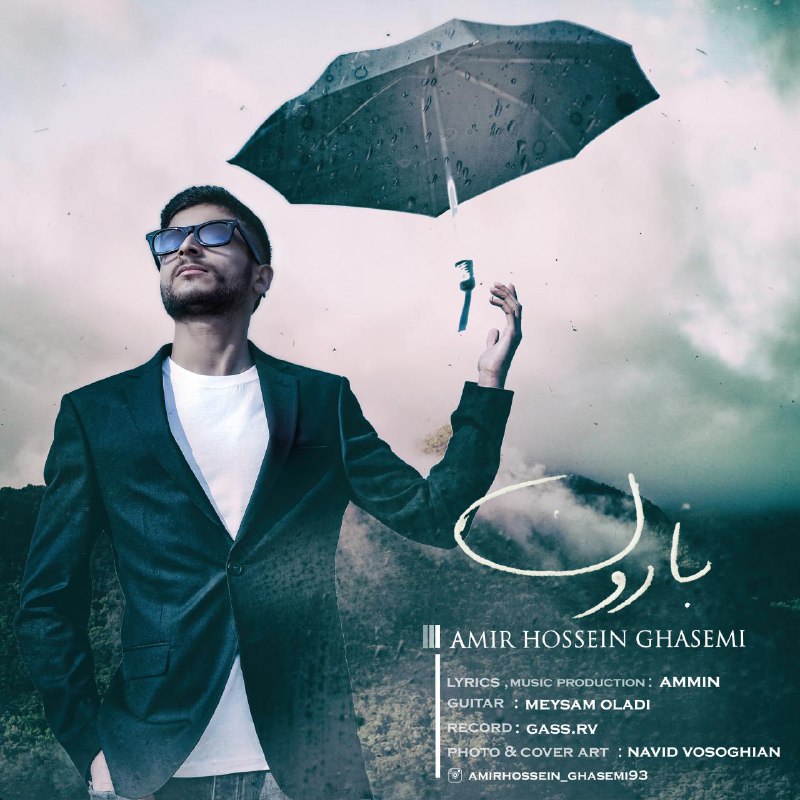 بارون
AMIR HOSSEIN GHASEMI
LYRICS , MUSIC PRODUCTION : AMMIN
GUITAR : MEYSAM OLADI
RECORD : GASS.RV
PHOTO & COVER ART : NAVID VOSOGHIAN
AMIRHOSSEIN_GHASEMI93